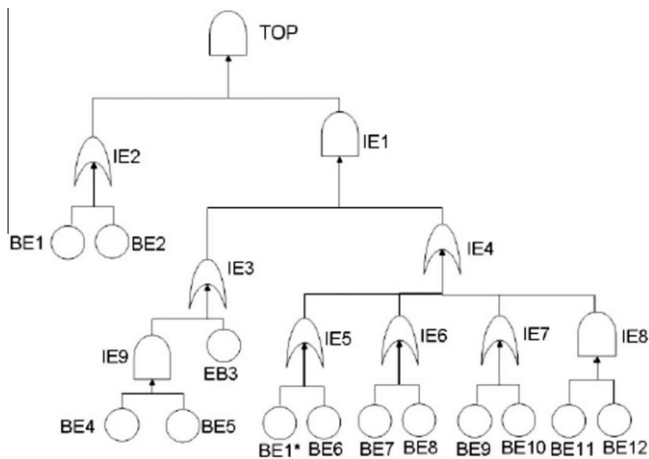 TOP
IE2
IE1
BE1
BE2
IE3
IE4
IE9
EB3
IE5
IE6
IE7
IE8
BE4
BE5
BE1*
BE6
BE7
BE8
BE9
BE10
BE11
BE12